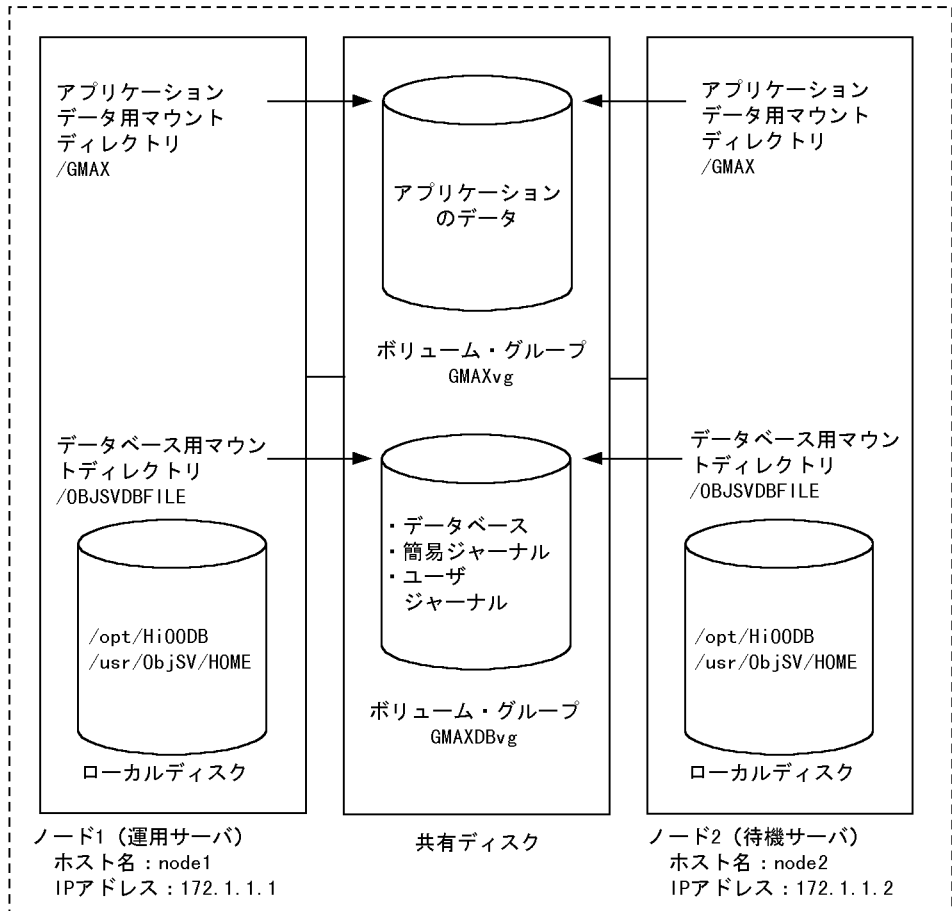 アプリケーション
データ用マウント
ディレクトリ
/GMAX
アプリケーション
のデータ
ボリューム・グループ
GMAXvg
アプリケーション
データ用マウント
ディレクトリ
/GMAX
データベース用マウン
トディレクトリ
/OBJSVDBFILE
・データベース
・簡易ジャーナル
・ユーザ
ジャーナル
ボリューム・グループ
GMAXDBvg
データベース用マウン
トディレクトリ
/OBJSVDBFILE
/opt/HiOODB
/usr/ObjSV/HOME
ローカルディスク
/opt/HiOODB
/usr/ObjSV/HOME
ローカルディスク
ノード1（運用サーバ）
ホスト名：node1
IPアドレス：172.1.1.1
共有ディスク
ノード2（待機サーバ）
ホスト名：node2
IPアドレス：172.1.1.2